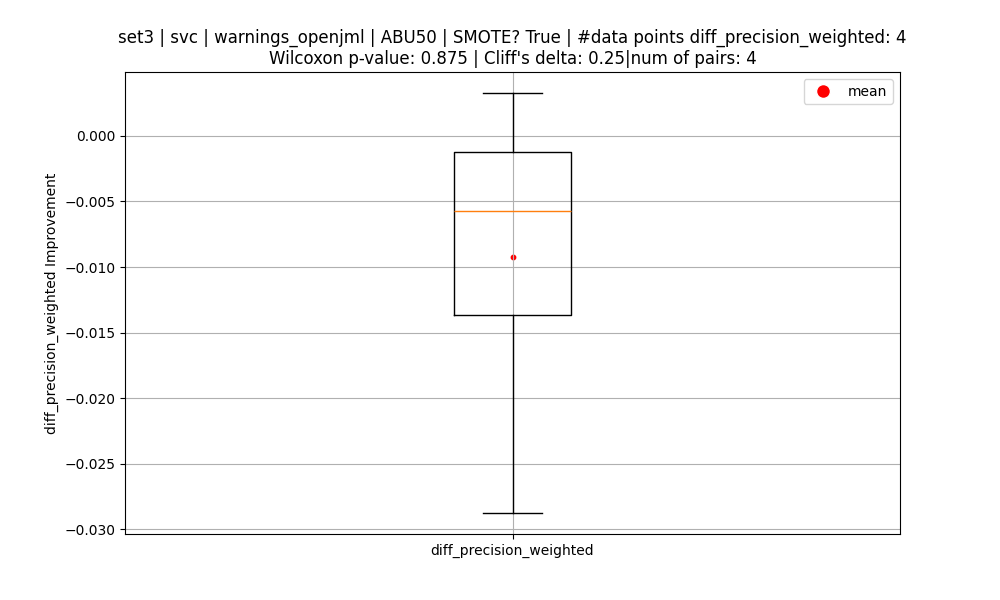 set3 | svc | warnings_openjml | ABU50 | SMOTE? True | #data points diff_precision_weighted: 4
Wilcoxon p-value: 0.875 | Cliff's delta: 0.25|num of pairs: 4
mean
0.000
−0.005
−0.010
−0.015
−0.020
−0.025
−0.030
diff_precision_weighted Improvement
diff_precision_weighted